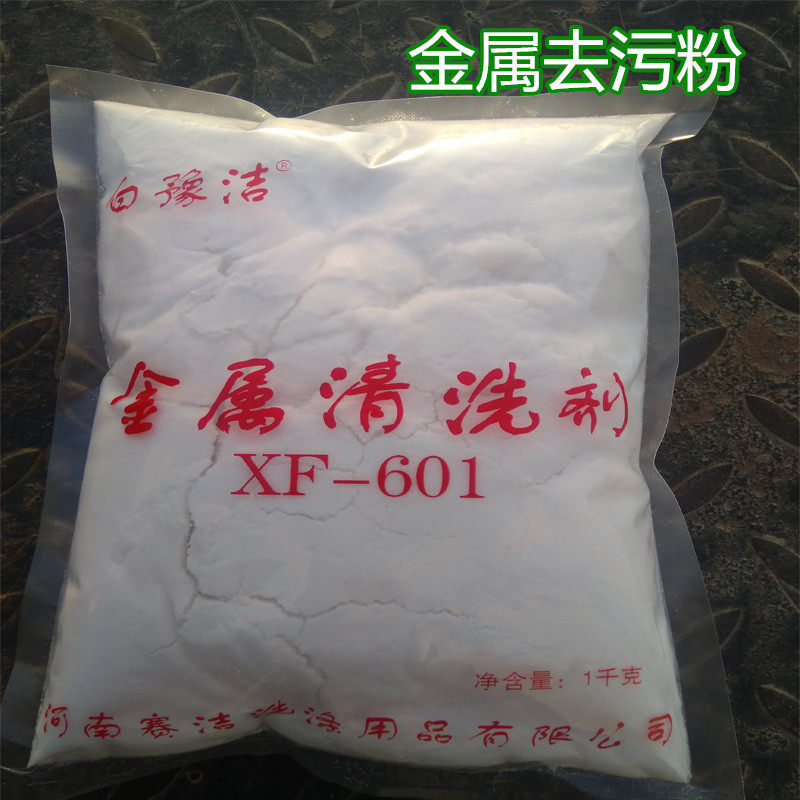 金属去污粉
白豫洁®
金属清洗剂
XF-601
净含量：1千克
河南赛洁洗涤用品有限公司